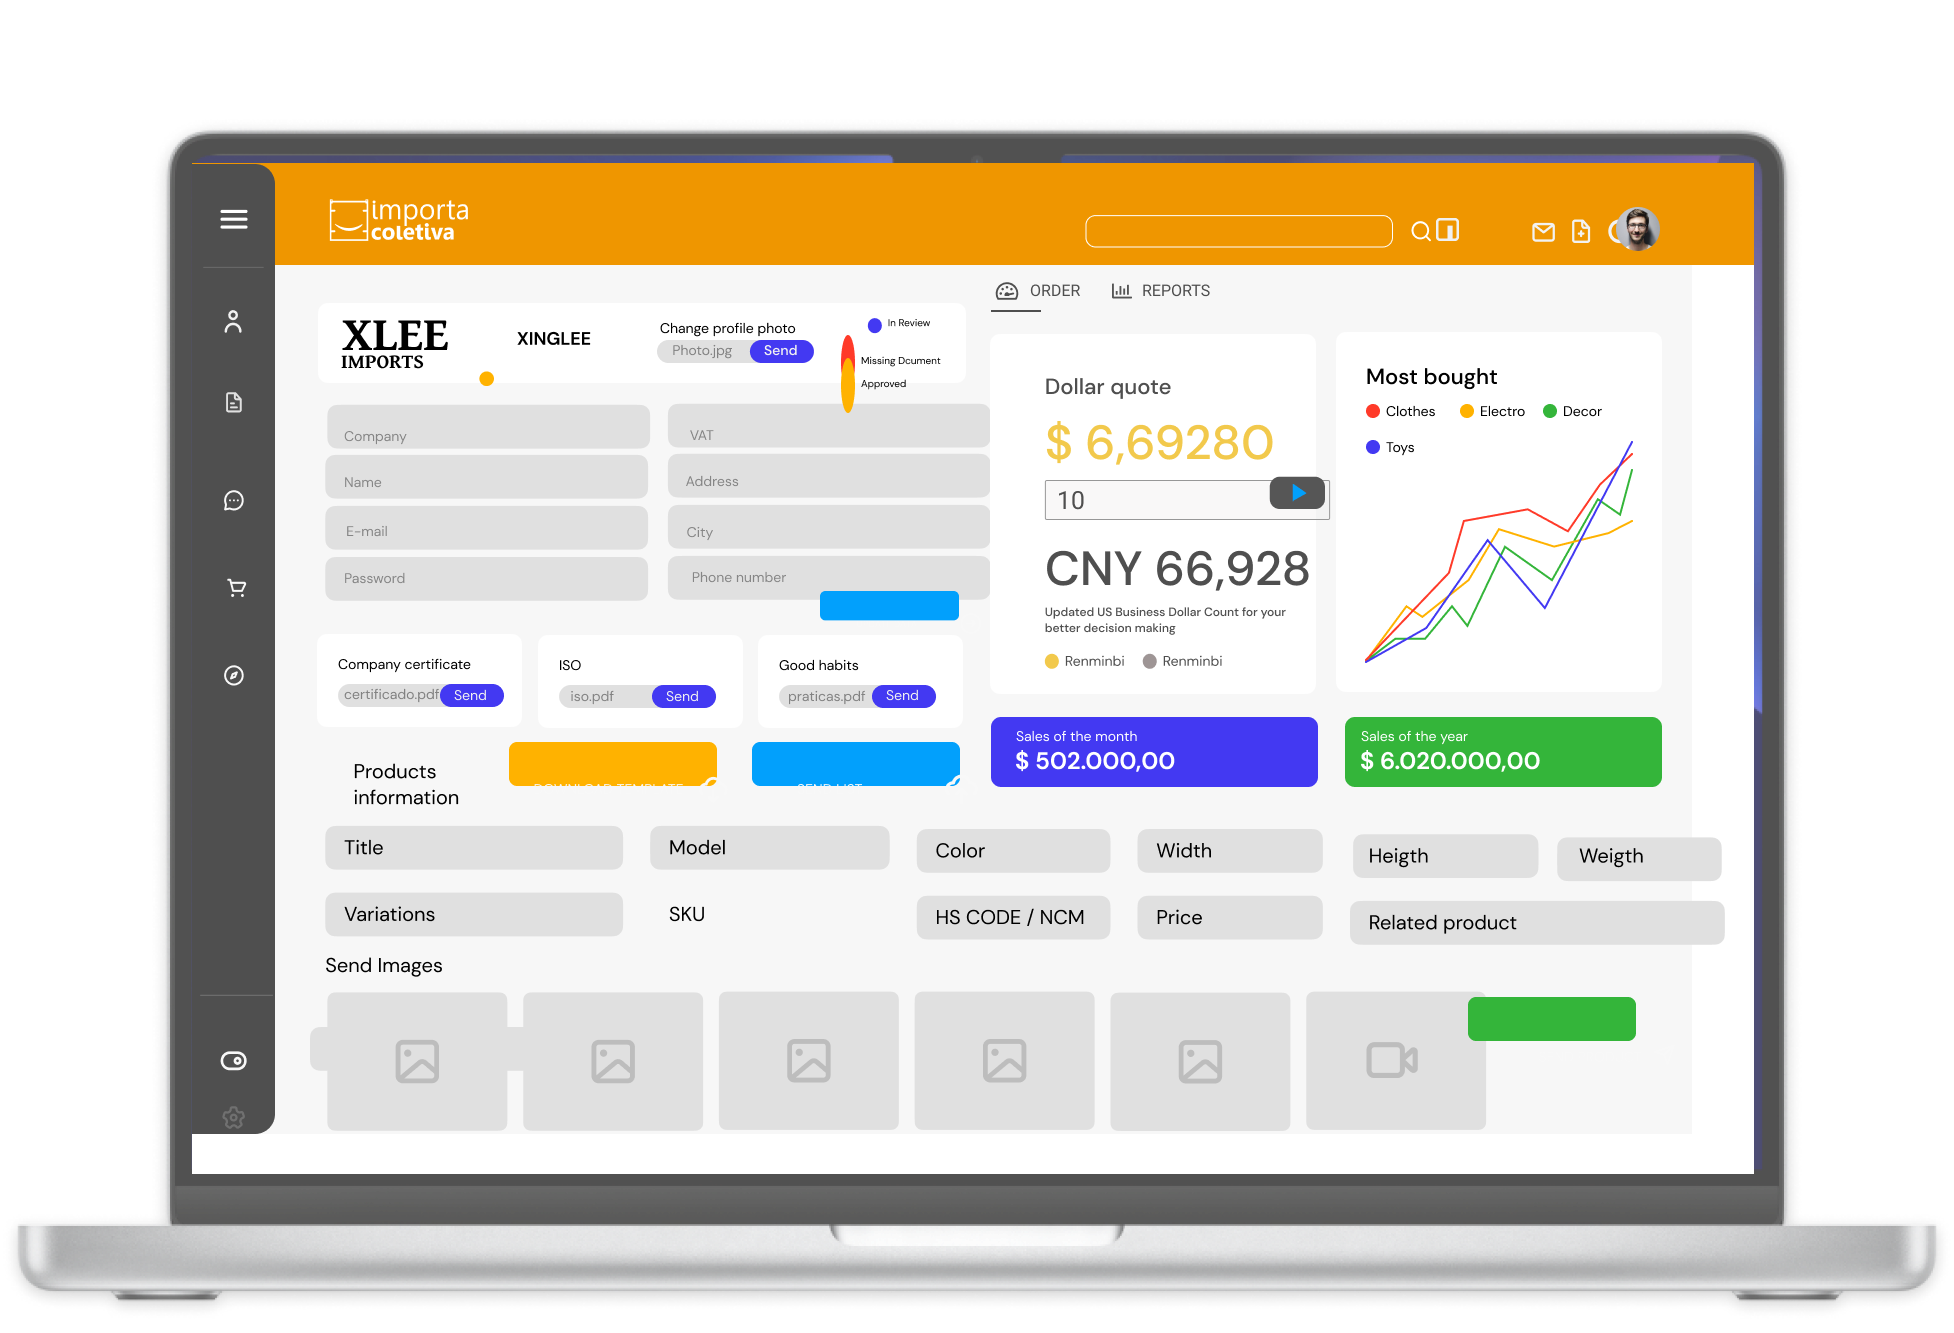 importa
coletiva
ORDER
REPORTS
XLEE
IMPORTS
XINGLEE
Change profile photo
Photo.jpg
Send
In Review
Missing Dcument
Approved
Company
VAT
Name
Address
E-mail
City
Password
Phone number
Dollar quote
$ 6,69280
10
CNY 66,928
Updated US Business Dollar Count for your
better decision making
Renminbi
Renminbi
Most bought
Clothes
Electro
Decor
Toys
Company certificate
certificado.pdf
Send
ISO
iso.pdf
Send
Good habits
praticas.pdf
Send
Sales of the month
$ 502.000,00
Sales of the year
$ 6.020.000,00
Products
information
DOWNLOAD TEMPLATE
SEND LIST
Title
Model
Color
Width
Heigth
Weigth
Variations
SKU
HS CODE / NCM
Price
Related product
Send Images